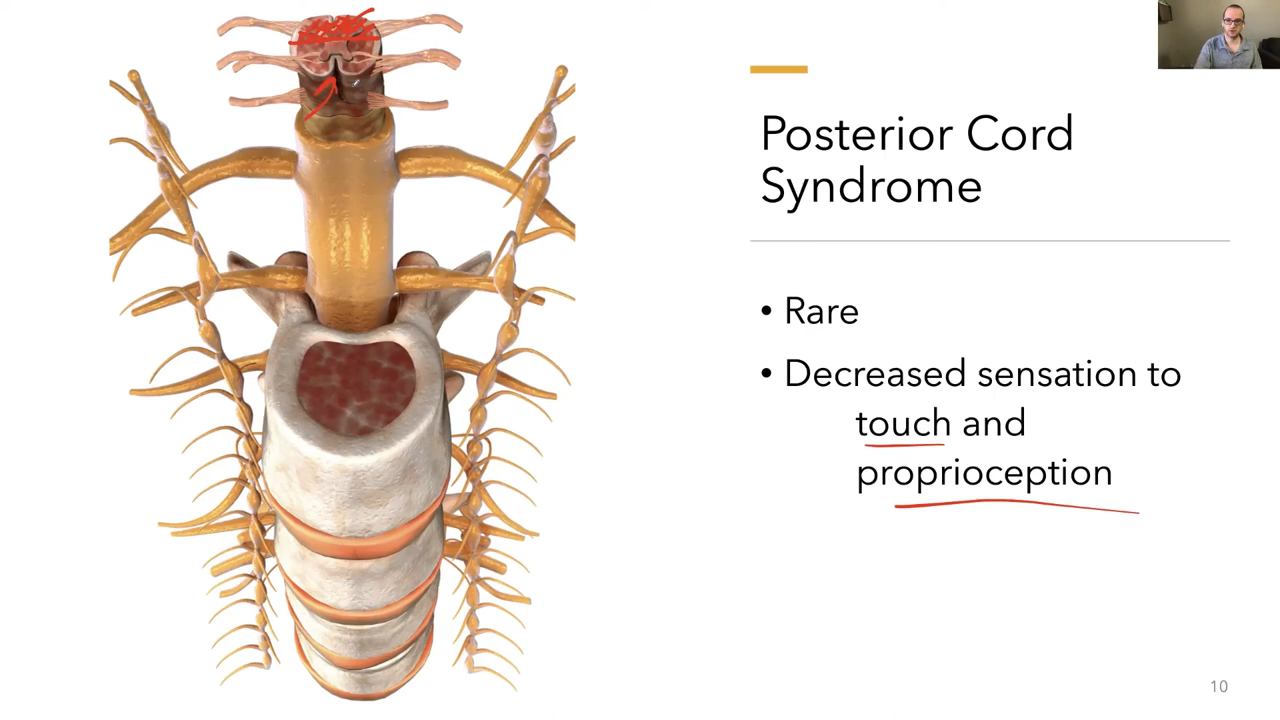 Posterior Cord
Syndrome
• Rare
• Decreased sensation to
touch and
proprioception
10